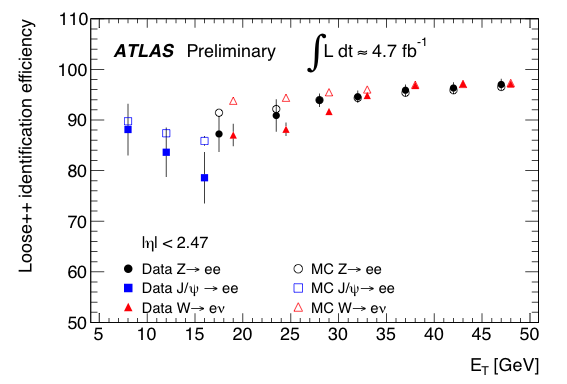 ATLAS Preliminary ∫L dt ≈ 4.7 fb⁻¹
Loose++ identification efficiency
110
100
90
80
70
60
50
|η| < 2.47
Data Z→ ee
MC Z→ ee
Data J/ψ → ee
MC J/ψ→ ee
Data W→ eν
MC W→ eν
5 10 15 20 25 30 35 40 45 50
E_T [GeV]